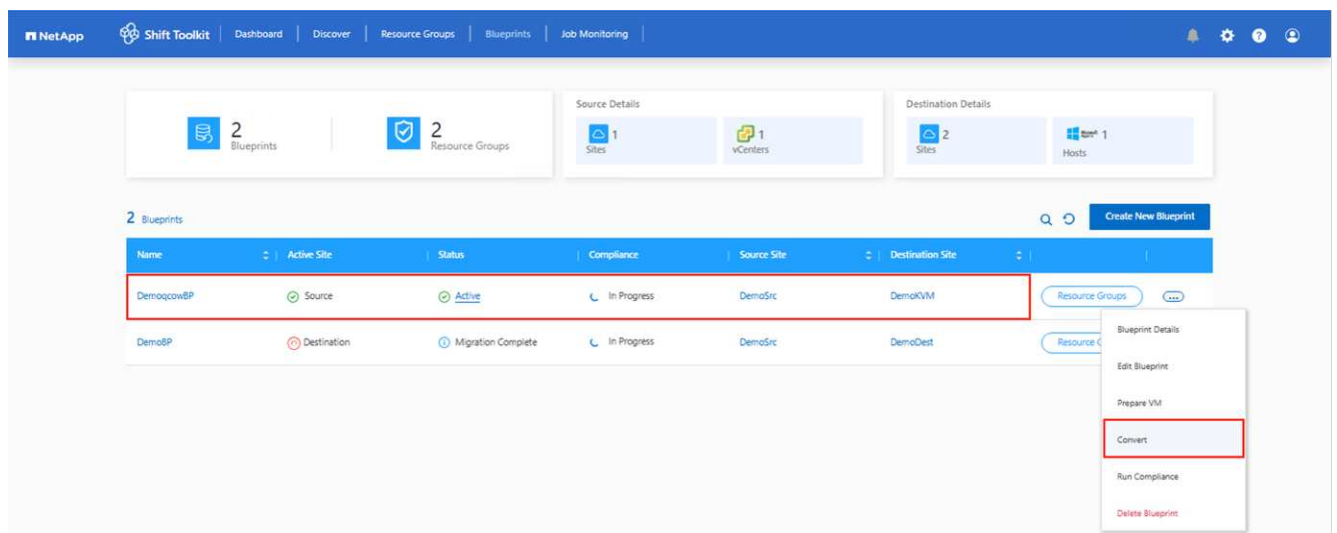 NetApp Shift Toolkit Dashboard Discover Resource Groups Blueprints Job Monitoring
Source Details Destination Details
2 Blueprints 2 Resource Groups 1 Sites 1 vCenters 2 Sites 1 Hosts
2 Blueprints Create New Blueprint
Name Active Site Status Compliance Source Site Destination Site
DemoqcowBP Source Active In Progress DemoSrc DemoKVM Resource Groups ...
DemoBP Destination Migration Complete In Progress DemoSrc DemoDest Resource G
Blueprint Details
Edit Blueprint
Prepare VM
Convert
Run Compliance
Delete Blueprint